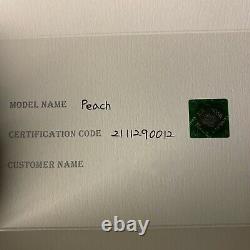 MODEL NAME Peach
CERTIFICATION CODE 2111290012
CUSTOMER NAME